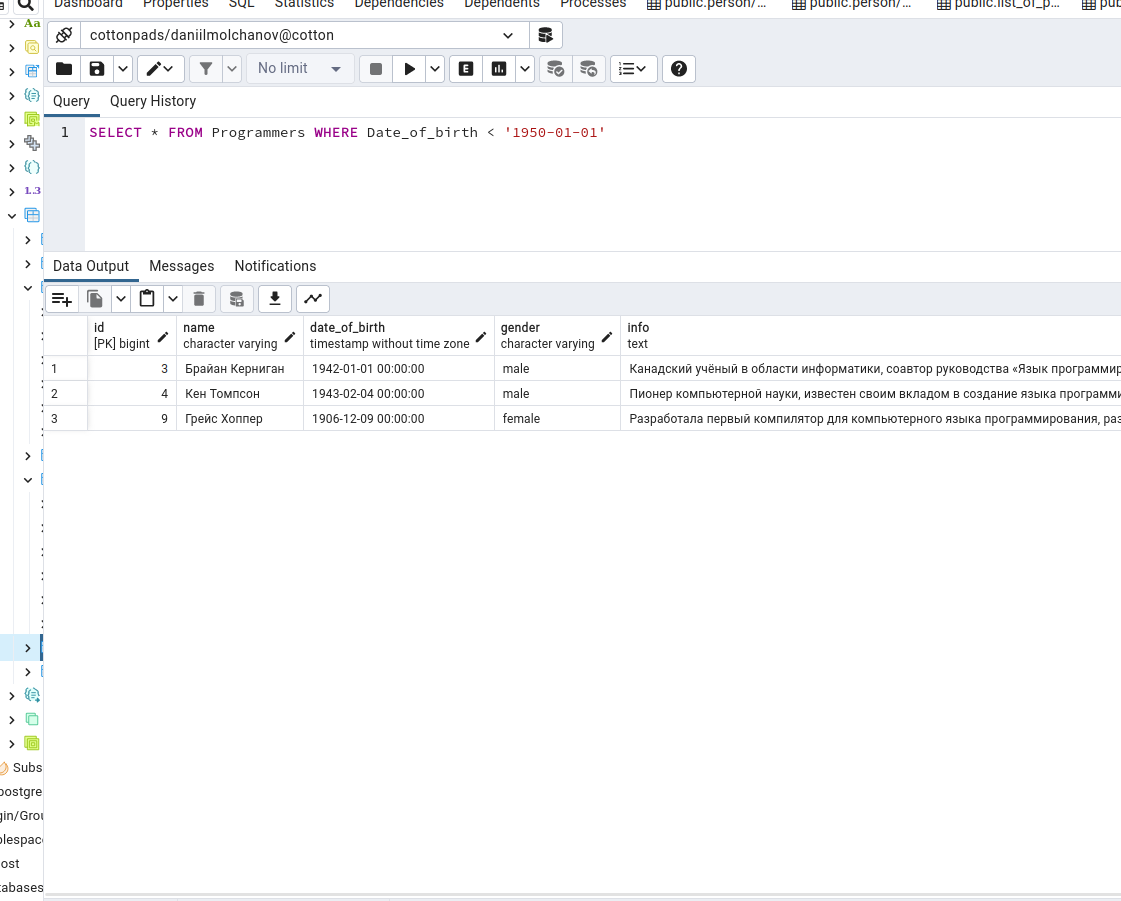 Dashboard Properties SQL Statistics Dependencies Dependents Processes public.person/... public.person/... public.list_of_p... pub
Aa
cottonpads/daniilmolchanov@cotton
No limit
E
Query Query History
1 SELECT * FROM Programmers WHERE Date_of_birth < '1950-01-01'
1.3
Data Output Messages Notifications
id name date_of_birth gender info
[PK] bigint character varying timestamp without time zone character varying text
1 3 Брайан Керниган 1942-01-01 00:00:00 male Канадский учёный в области информатики, соавтор руководства «Язык программир
2 4 Кен Томпсон 1943-02-04 00:00:00 male Пионер компьютерной науки, известен своим вкладом в создание языка программи
3 9 Грейс Хоппер 1906-12-09 00:00:00 female Разработала первый компилятор для компьютерного языка программирования, раз
Subs
postgre
gin/Grou
blespace
ost
tabases